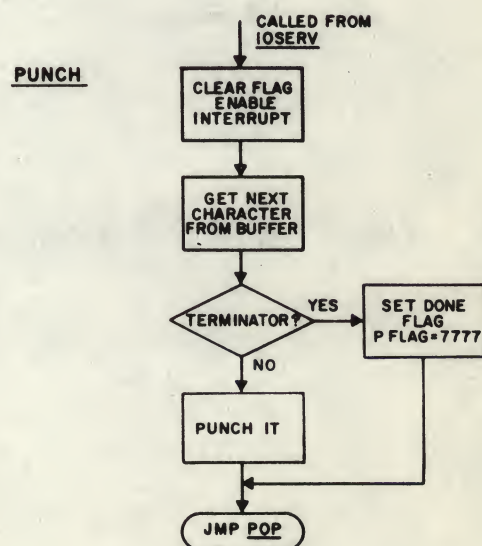 CALLED FROM
IOSERV
PUNCH
CLEAR FLAG
ENABLE
INTERRUPT
GET NEXT
CHARACTER
FROM BUFFER
TERMINATOR?
YES
SET DONE
FLAG
P FLAG=7777
NO
PUNCH IT
JMP POP